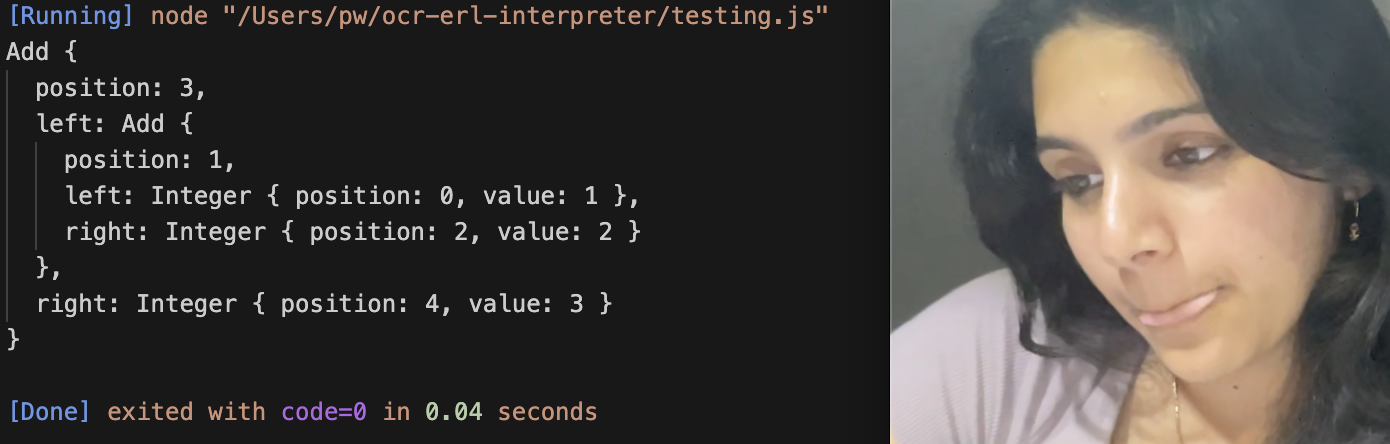 [Running] node "/Users/pw/ocr-erl-interpreter/testing.js"
Add {
  position: 3,
  left: Add {
    position: 1,
    left: Integer { position: 0, value: 1 },
    right: Integer { position: 2, value: 2 }
  },
  right: Integer { position: 4, value: 3 }
}

[Done] exited with code=0 in 0.04 seconds